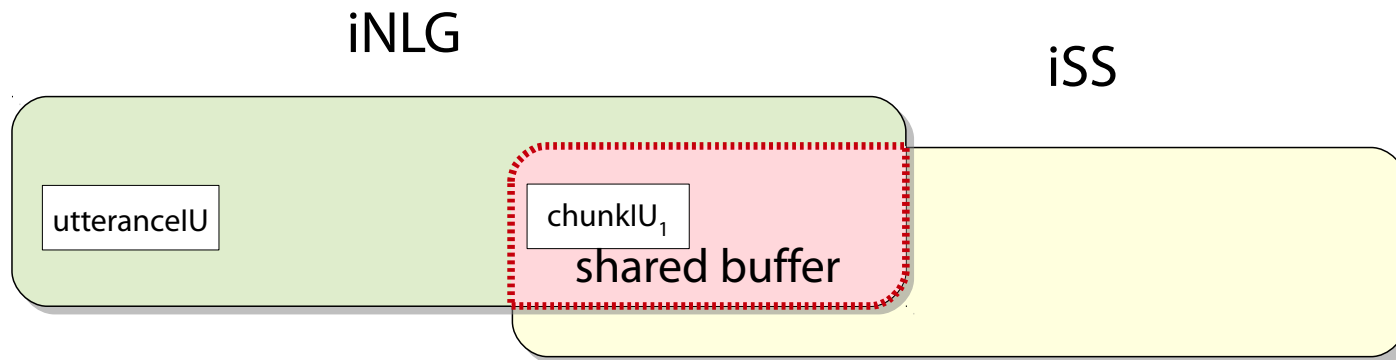 iNLG
iSS
utteranceIU
chunkIU₁
shared buffer